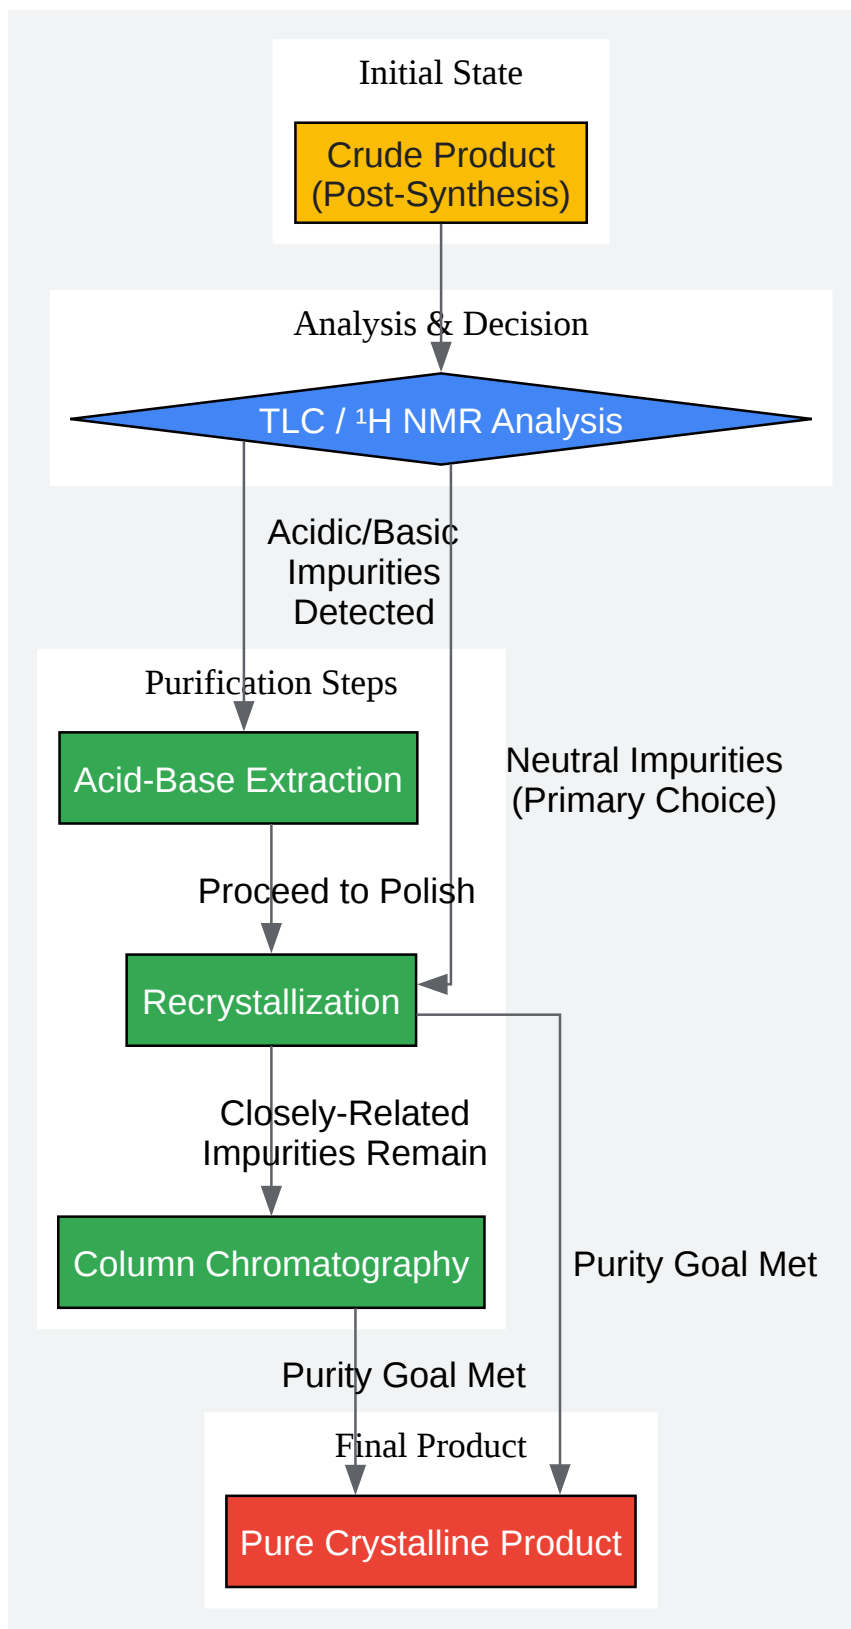 Initial State
Crude Product
(Post-Synthesis)
Analysis & Decision
TLC / ¹H NMR Analysis
Acidic/Basic
Impurities
Detected
Purification Steps
Neutral Impurities
(Primary Choice)
Acid-Base Extraction
Proceed to Polish
Recrystallization
Closely-Related
Impurities Remain
Column Chromatography
Purity Goal Met
Purity Goal Met
Final Product
Pure Crystalline Product